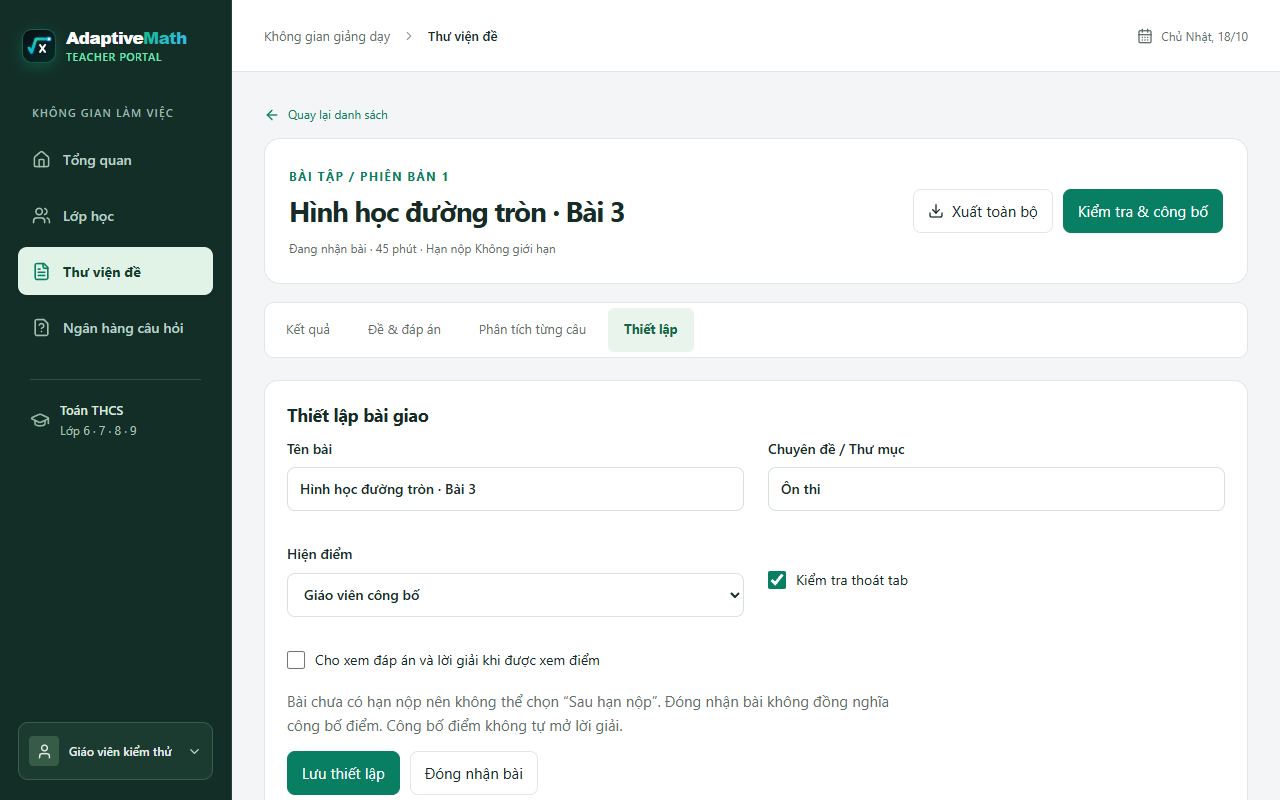 AdaptiveMath
TEACHER PORTAL
KHÔNG GIAN LÀM VIỆC
Tổng quan
Lớp học
Thư viện đề
Ngân hàng câu hỏi
Toán THCS
Lớp 6 · 7 · 8 · 9
Giáo viên kiểm thử
Không gian giảng dạy > Thư viện đề
Chủ Nhật, 18/10
Quay lại danh sách
BÀI TẬP / PHIÊN BẢN 1
Hình học đường tròn · Bài 3
Đang nhận bài · 45 phút · Hạn nộp Không giới hạn
Xuất toàn bộ
Kiểm tra & công bố
Kết quả
Đề & đáp án
Phân tích từng câu
Thiết lập
Thiết lập bài giao
Tên bài
Hình học đường tròn · Bài 3
Chuyên đề / Thư mục
Ôn thi
Hiện điểm
Giáo viên công bố
Kiểm tra thoát tab
Cho xem đáp án và lời giải khi được xem điểm
Bài chưa có hạn nộp nên không thể chọn “Sau hạn nộp”. Đóng nhận bài không đồng nghĩa
công bố điểm. Công bố điểm không tự mở lời giải.
Lưu thiết lập
Đóng nhận bài